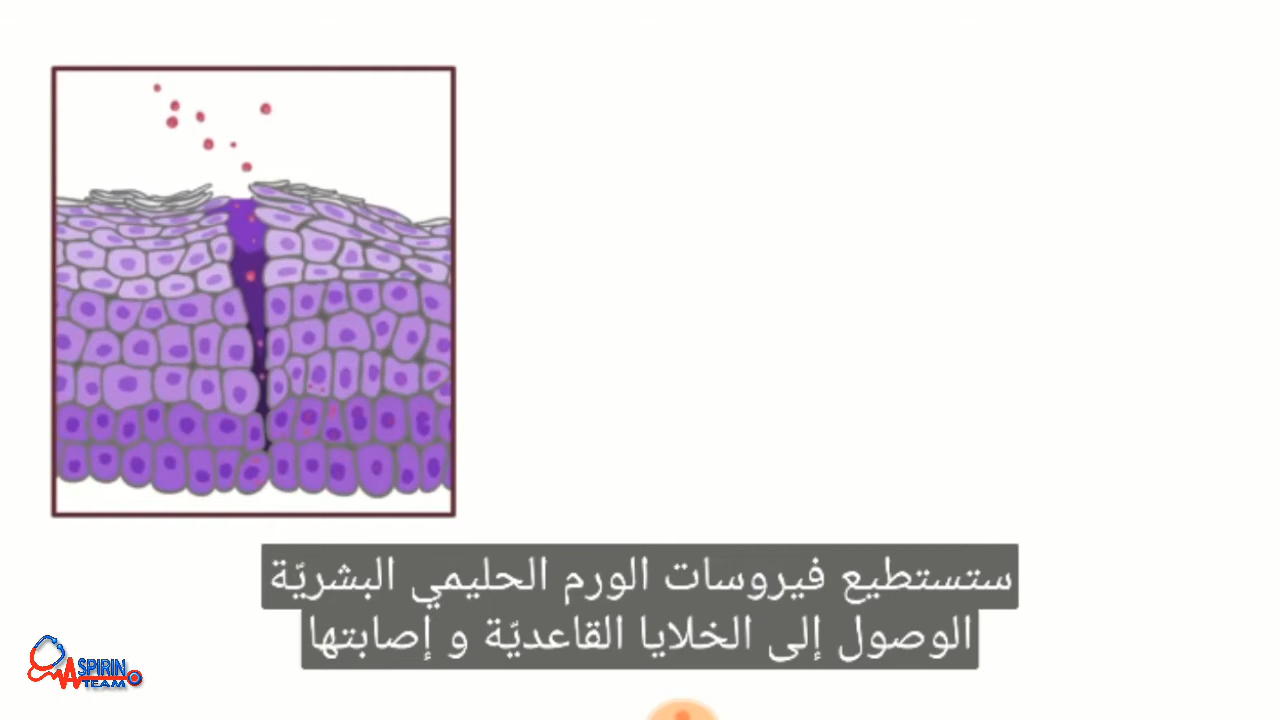 ستستطيع فيروسات الورم الحليمي البشريّة
الوصول إلى الخلايا القاعديّة و إصابتها
ASPIRIN
TEAM